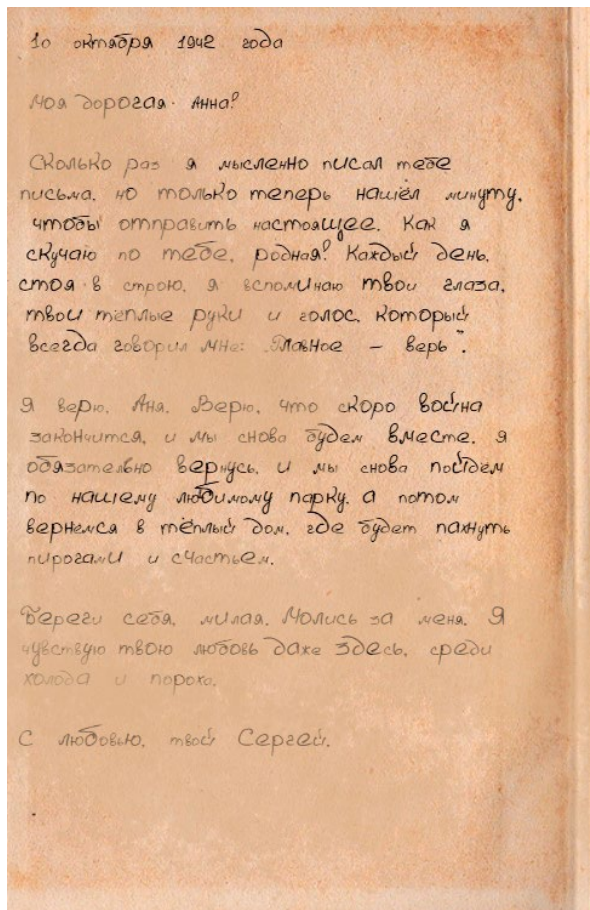 10 октября 1942 года
Моя дорогая Анна!
Сколько раз я мысленно писал тебе
письма, но только теперь нашёл минуту,
чтобы отправить настоящее. Как я
скучаю по тебе, родная! Каждый день,
стоя в строю, я вспоминаю твои глаза,
твои тёплые руки и голос, который
всегда говорил мне: „Главное – верь“.
Я верю, Аня. Верю, что скоро война
закончится, и мы снова будем вместе. Я
обязательно вернусь, и мы снова пойдём
по нашему любимому парку, а потом
вернемся в тёплый дом, где будет пахнуть
пирогами и счастьем.
Береги себя, милая. Молись за меня. Я
чувствую твою любовь даже здесь, среди
холода и пороха.
С любовью, твой Сергей.